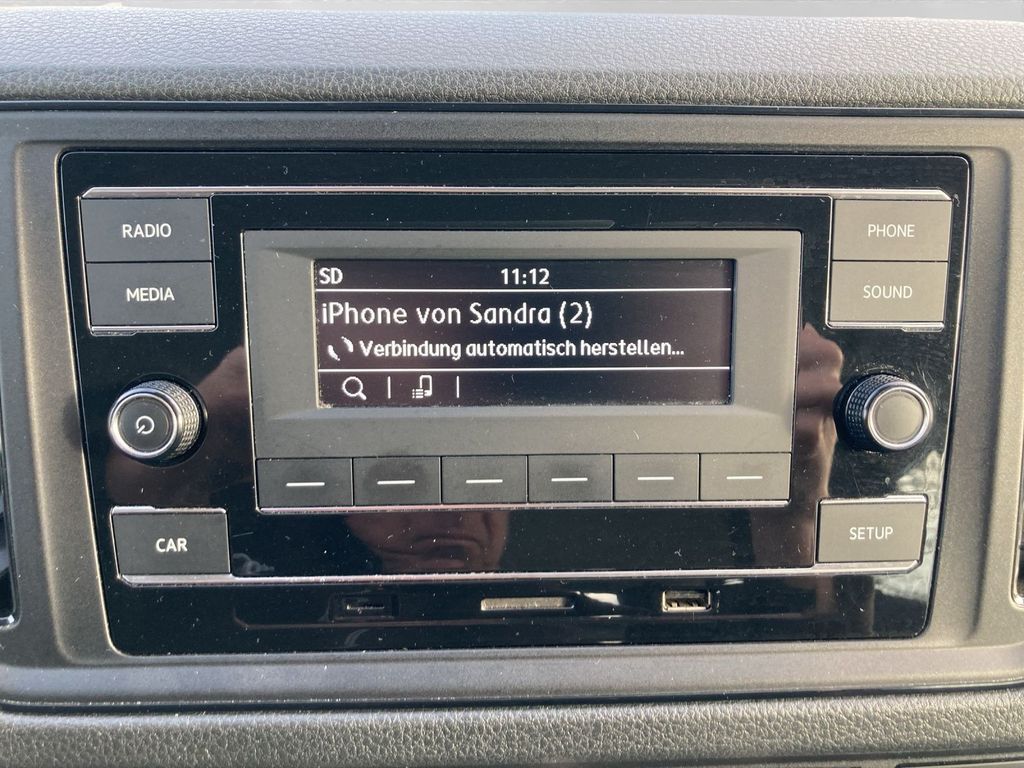 RADIO
MEDIA
SD 11:12
iPhone von Sandra (2)
Verbindung automatisch herstellen...
PHONE
SOUND
CAR
SETUP